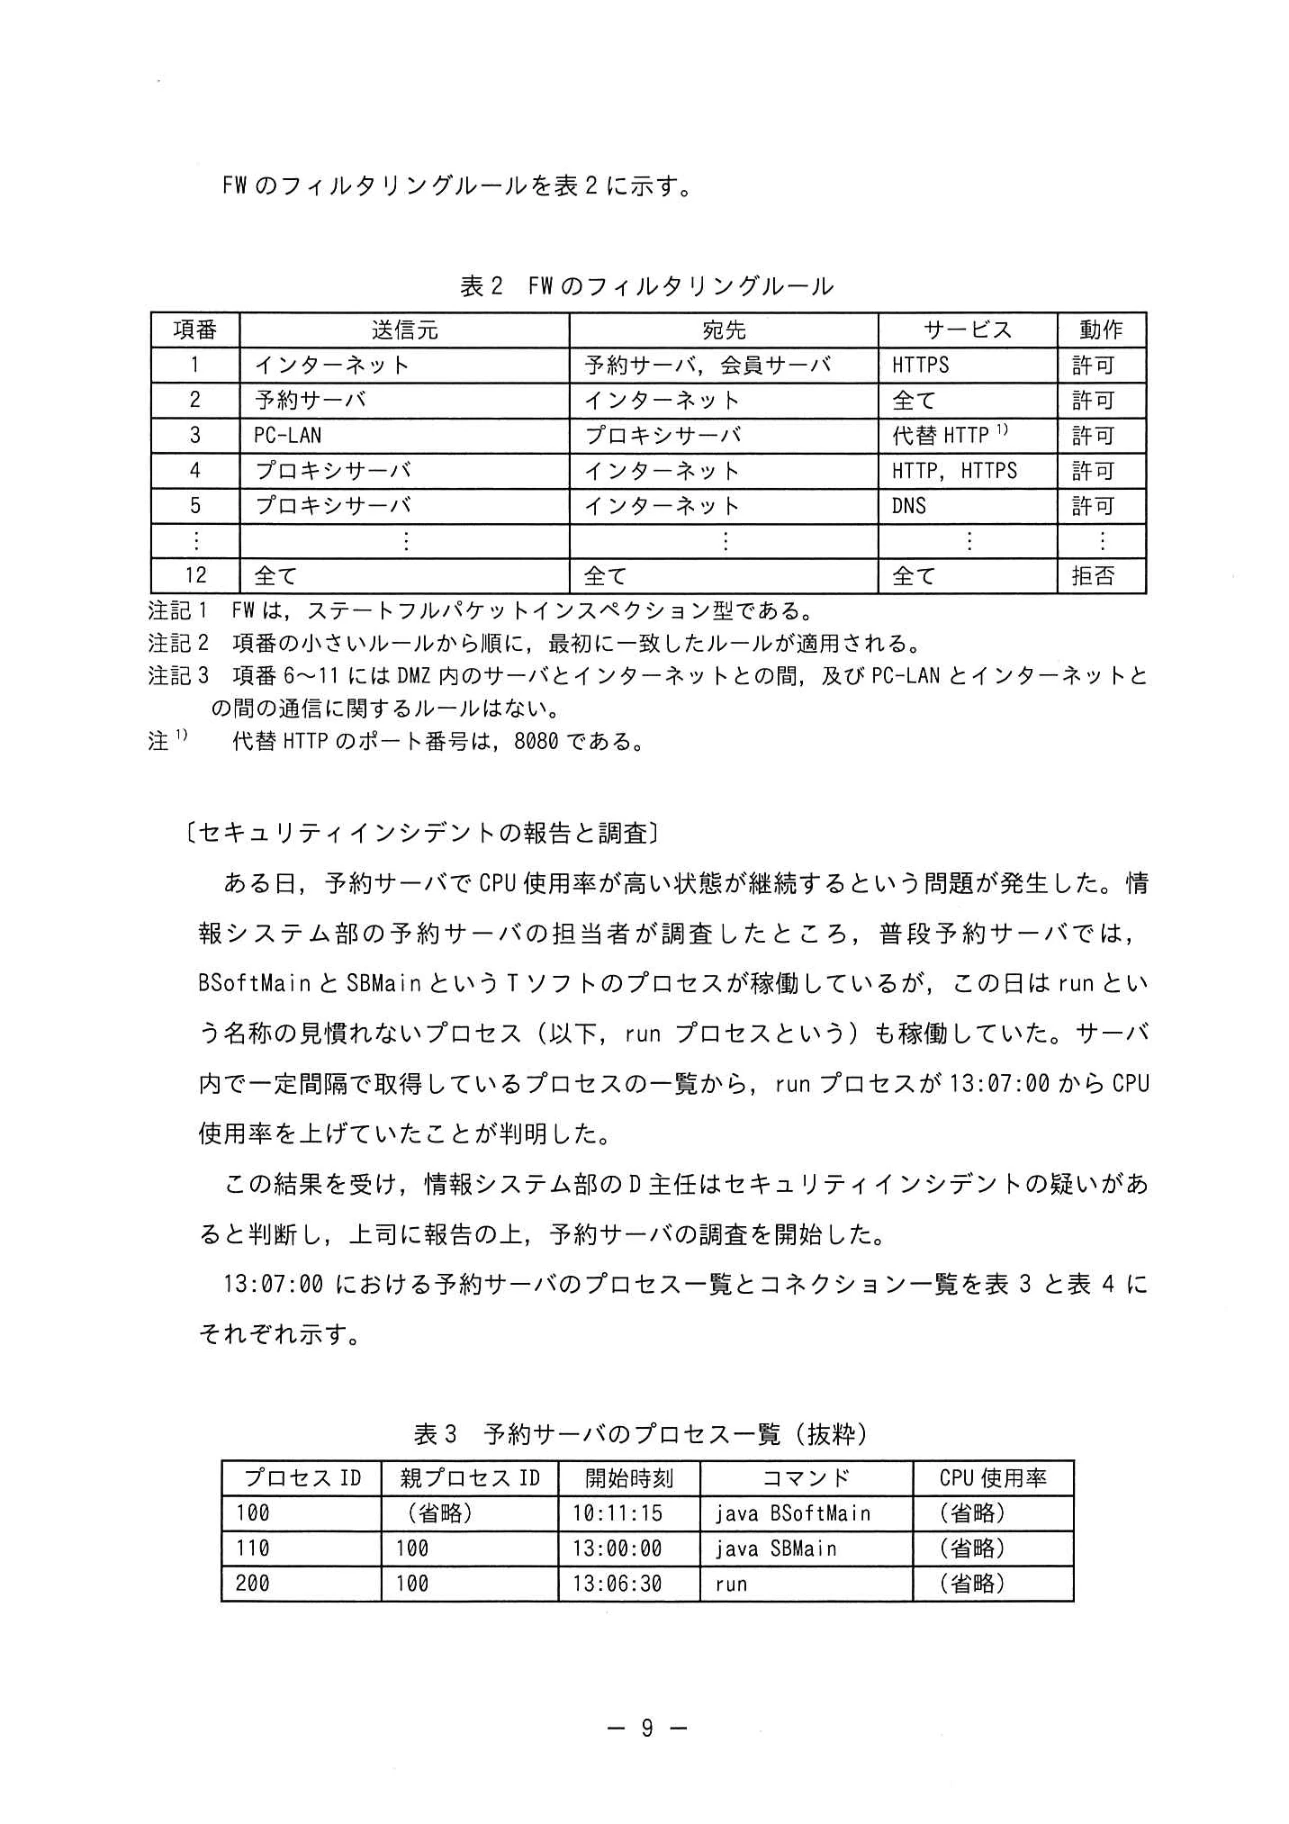 FW のフィルタリングルールを表 2 に示す。
表 2　FW のフィルタリングルール
項番 送信元 宛先 サービス 動作
1 インターネット 予約サーバ，会員サーバ HTTPS 許可
2 予約サーバ インターネット 全て 許可
3 PC-LAN プロキシサーバ 代替 HTTP 1) 許可
4 プロキシサーバ インターネット HTTP，HTTPS 許可
5 プロキシサーバ インターネット DNS 許可
⋮ ⋮ ⋮ ⋮ ⋮
12 全て 全て 全て 拒否
注記 1　FW は，ステートフルパケットインスペクション型である。
注記 2　項番の小さいルールから順に，最初に一致したルールが適用される。
注記 3　項番 6～11 には DMZ 内のサーバとインターネットとの間，及び PC-LAN とインターネットと
の間の通信に関するルールはない。
注 1)　代替 HTTP のポート番号は，8080 である。
〔セキュリティインシデントの報告と調査〕
ある日，予約サーバで CPU 使用率が高い状態が継続するという問題が発生した。情
報システム部の予約サーバの担当者が調査したところ，普段予約サーバでは，
BSoftMain と SBMain という T ソフトのプロセスが稼働しているが，この日は run とい
う名称の見慣れないプロセス（以下，run プロセスという）も稼働していた。サーバ
内で一定間隔で取得しているプロセスの一覧から，run プロセスが 13:07:00 から CPU
使用率を上げていたことが判明した。
この結果を受け，情報システム部の D 主任はセキュリティインシデントの疑いがあ
ると判断し，上司に報告の上，予約サーバの調査を開始した。
13:07:00 における予約サーバのプロセス一覧とコネクション一覧を表 3 と表 4 に
それぞれ示す。
表 3　予約サーバのプロセス一覧（抜粋）
プロセス ID 親プロセス ID 開始時刻 コマンド CPU 使用率
100 （省略） 10:11:15 java BSoftMain （省略）
110 100 13:00:00 java SBMain （省略）
200 100 13:06:30 run （省略）
－ 9 －